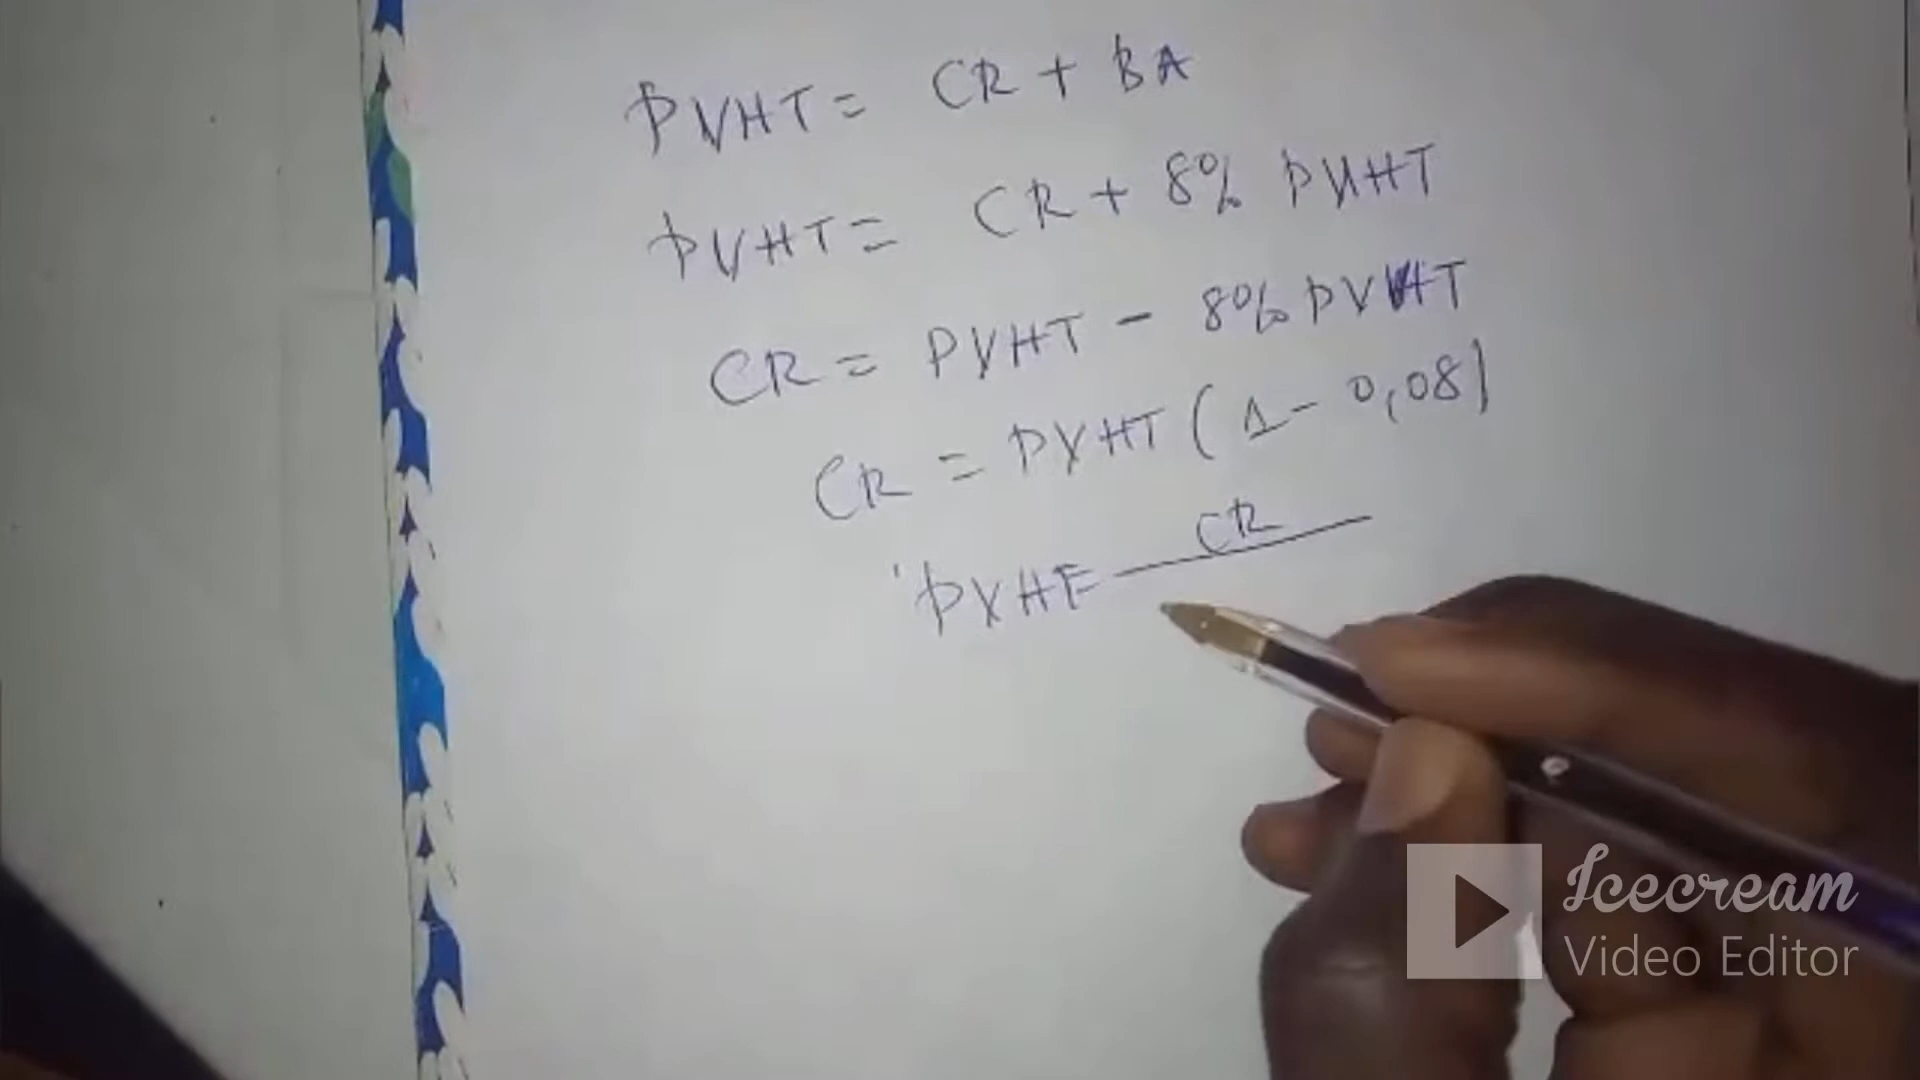 PVHT = CR + BA
PVHT = CR + 8% PVHT
CR = PVHT - 8% PVHT
CR = PVHT (1 - 0,08)
CR
PVHT =
Icecream
Video Editor